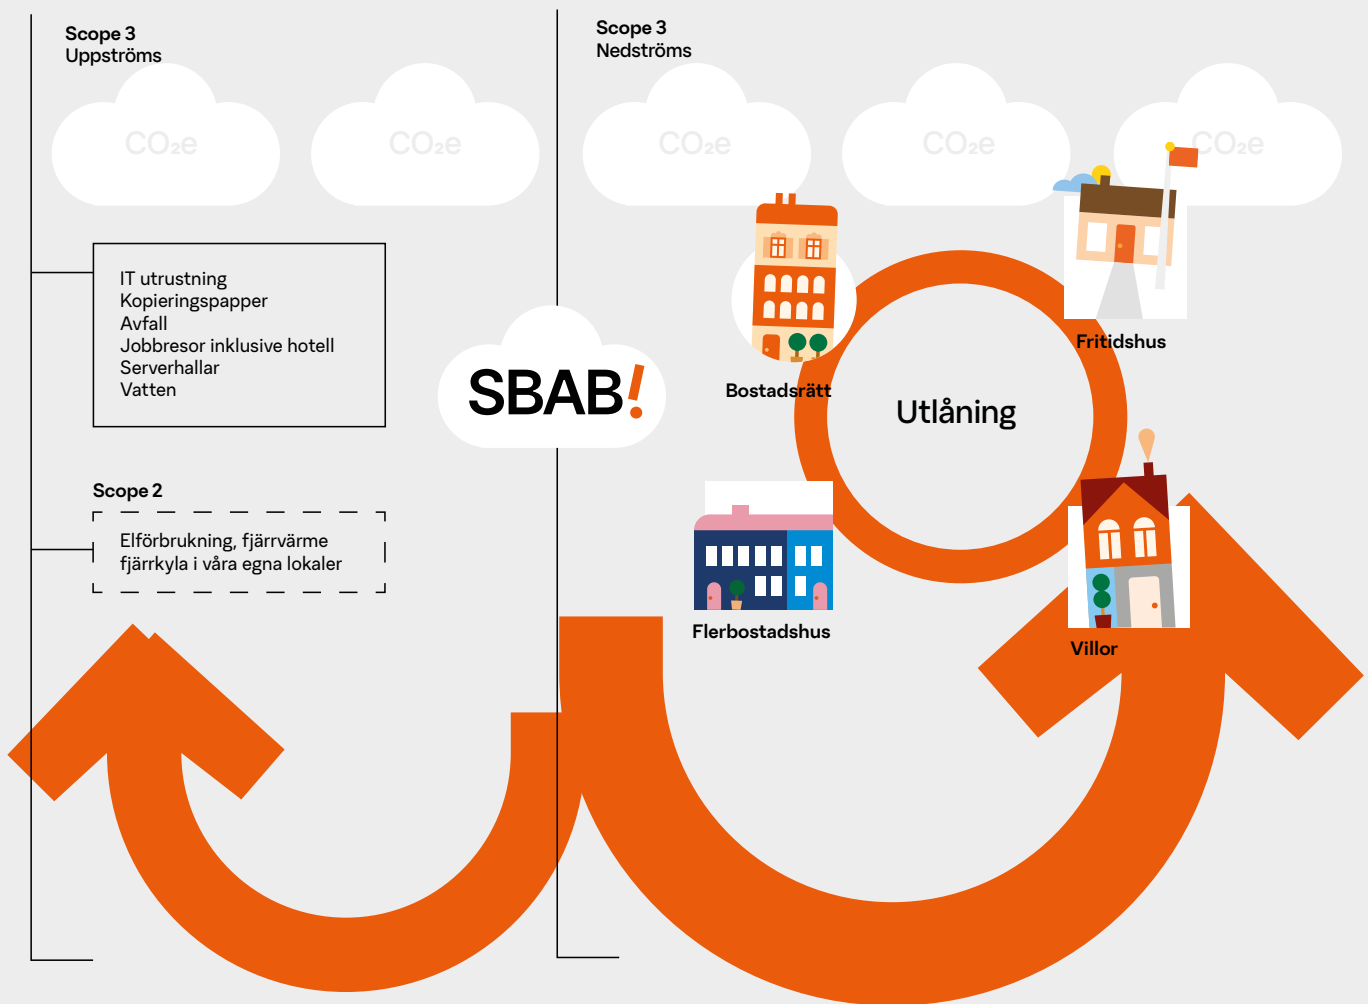 Scope 3
Uppströms
CO₂e
CO₂e
IT utrustning
Kopieringspapper
Avfall
Jobbresor inklusive hotell
Serverhallar
Vatten
Scope 2
Elförbrukning, fjärrvärme
fjärrkyla i våra egna lokaler
SBAB!
Scope 3
Nedströms
CO₂e
CO₂e
CO₂e
Bostadsrätt
Fritidshus
Utlåning
Flerbostadshus
Villor